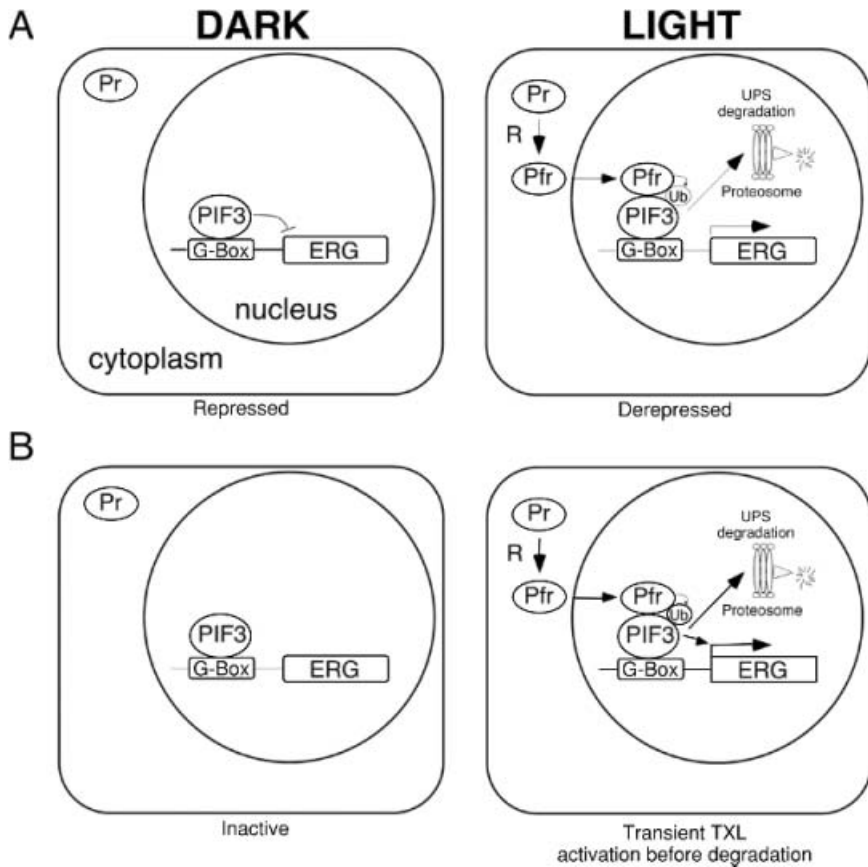 A
DARK
LIGHT
Pr
PIF3
G-Box
ERG
nucleus
cytoplasm
Repressed
Pr
R
Pfr
Pfr
Ub
PIF3
G-Box
ERG
UPS
degradation
Proteosome
Derepressed
B
Pr
PIF3
G-Box
ERG
Inactive
Pr
R
Pfr
Pfr
Ub
PIF3
G-Box
ERG
UPS
degradation
Proteosome
Transient TXL
activation before degradation